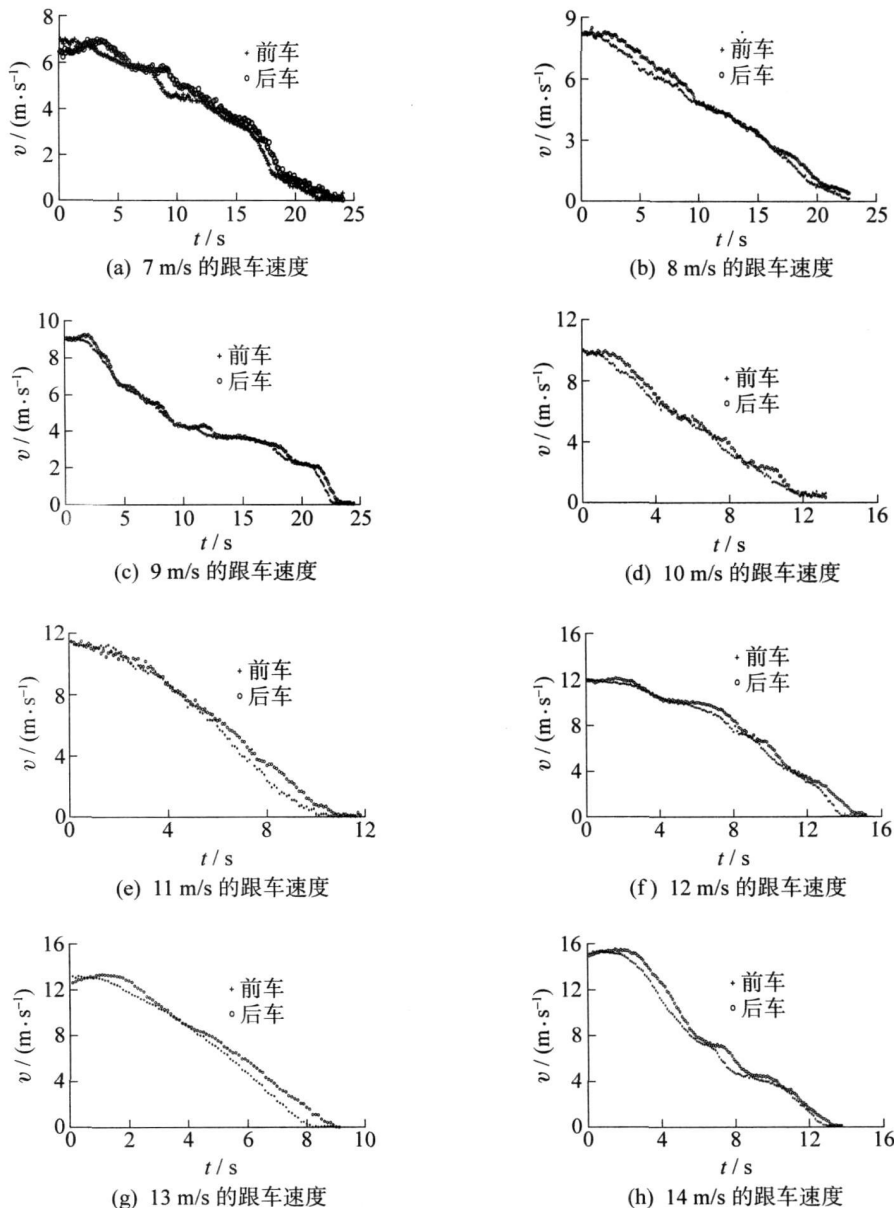 8
6
4
2
0
v / (m·s⁻¹)
+ 前车
○ 后车
0 5 10 15 20 25
t / s
(a) 7 m/s 的跟车速度
9
6
3
0
v / (m·s⁻¹)
+ 前车
○ 后车
0 5 10 15 20 25
t / s
(b) 8 m/s 的跟车速度
10
8
6
4
2
0
v / (m·s⁻¹)
+ 前车
○ 后车
0 5 10 15 20 25
t / s
(c) 9 m/s 的跟车速度
12
8
4
0
v / (m·s⁻¹)
+ 前车
○ 后车
0 4 8 12 16
t / s
(d) 10 m/s 的跟车速度
12
8
4
0
v / (m·s⁻¹)
+ 前车
○ 后车
0 4 8 12
t / s
(e) 11 m/s 的跟车速度
16
12
8
4
0
v / (m·s⁻¹)
+ 前车
○ 后车
0 4 8 12 16
t / s
(f) 12 m/s 的跟车速度
16
12
8
4
0
v / (m·s⁻¹)
+ 前车
○ 后车
0 2 4 6 8 10
t / s
(g) 13 m/s 的跟车速度
16
12
8
4
0
v / (m·s⁻¹)
+ 前车
○ 后车
0 4 8 12 16
t / s
(h) 14 m/s 的跟车速度